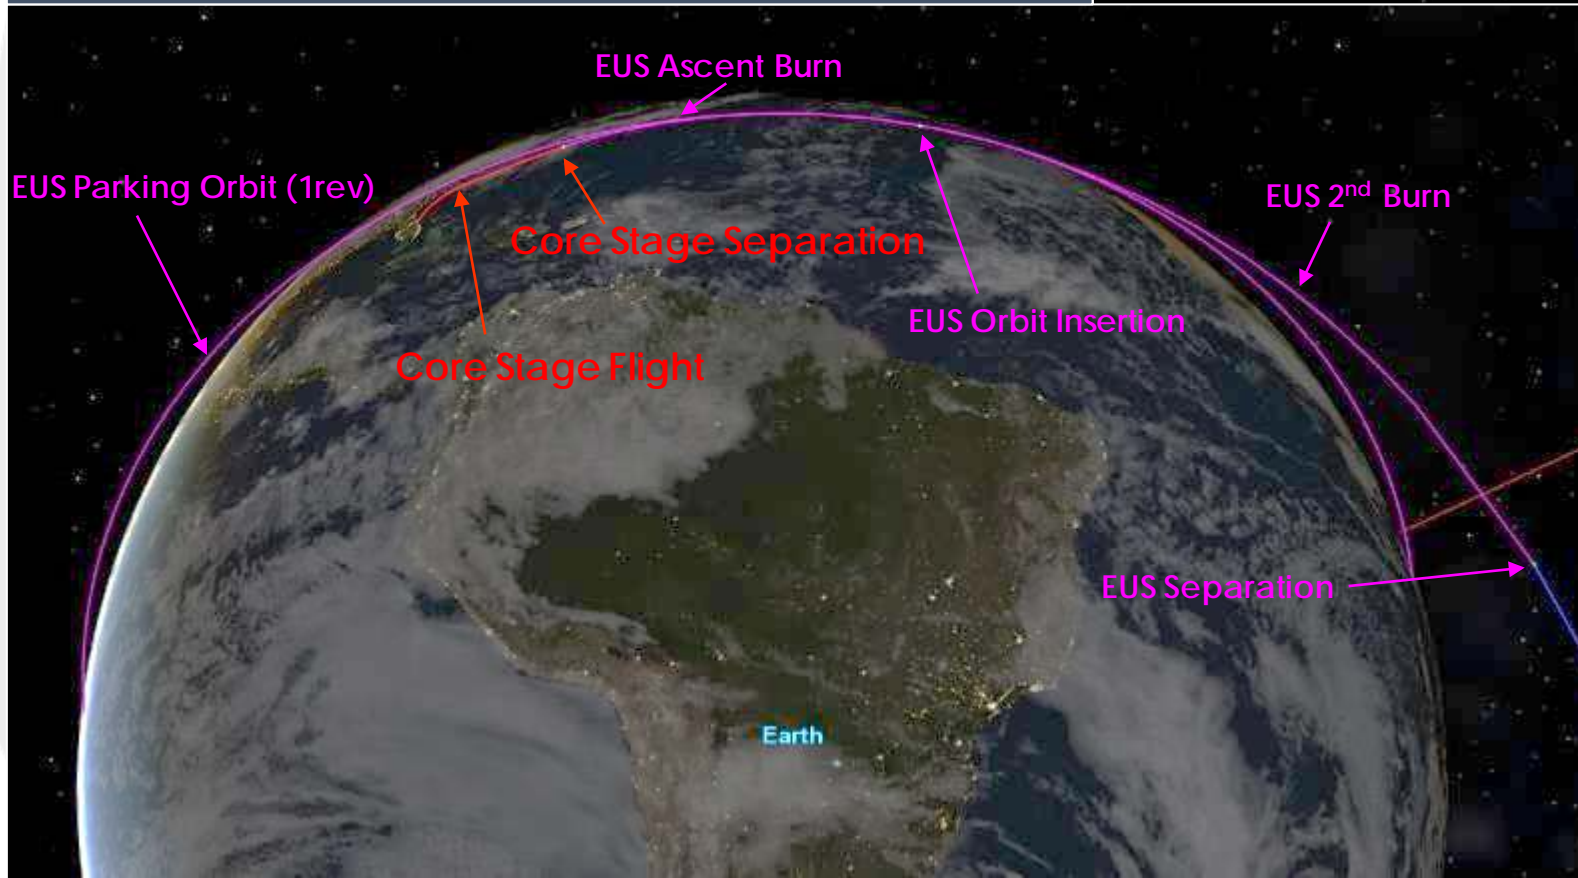 EUS Ascent Burn
EUS Parking Orbit (1rev)
EUS 2nd Burn
Core Stage Separation
EUS Orbit Insertion
Core Stage Flight
EUS Separation
Earth